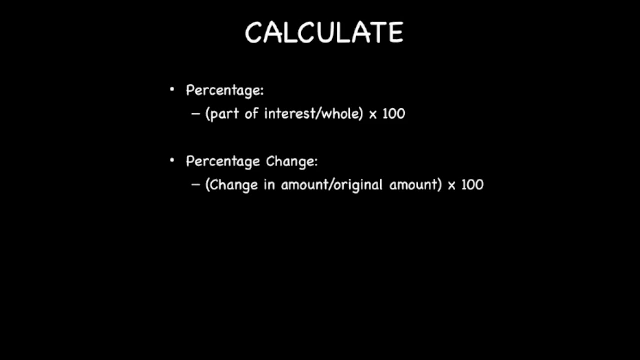 CALCULATE
• Percentage:
– (part of interest/whole) x 100
• Percentage Change:
– (Change in amount/original amount) x 100